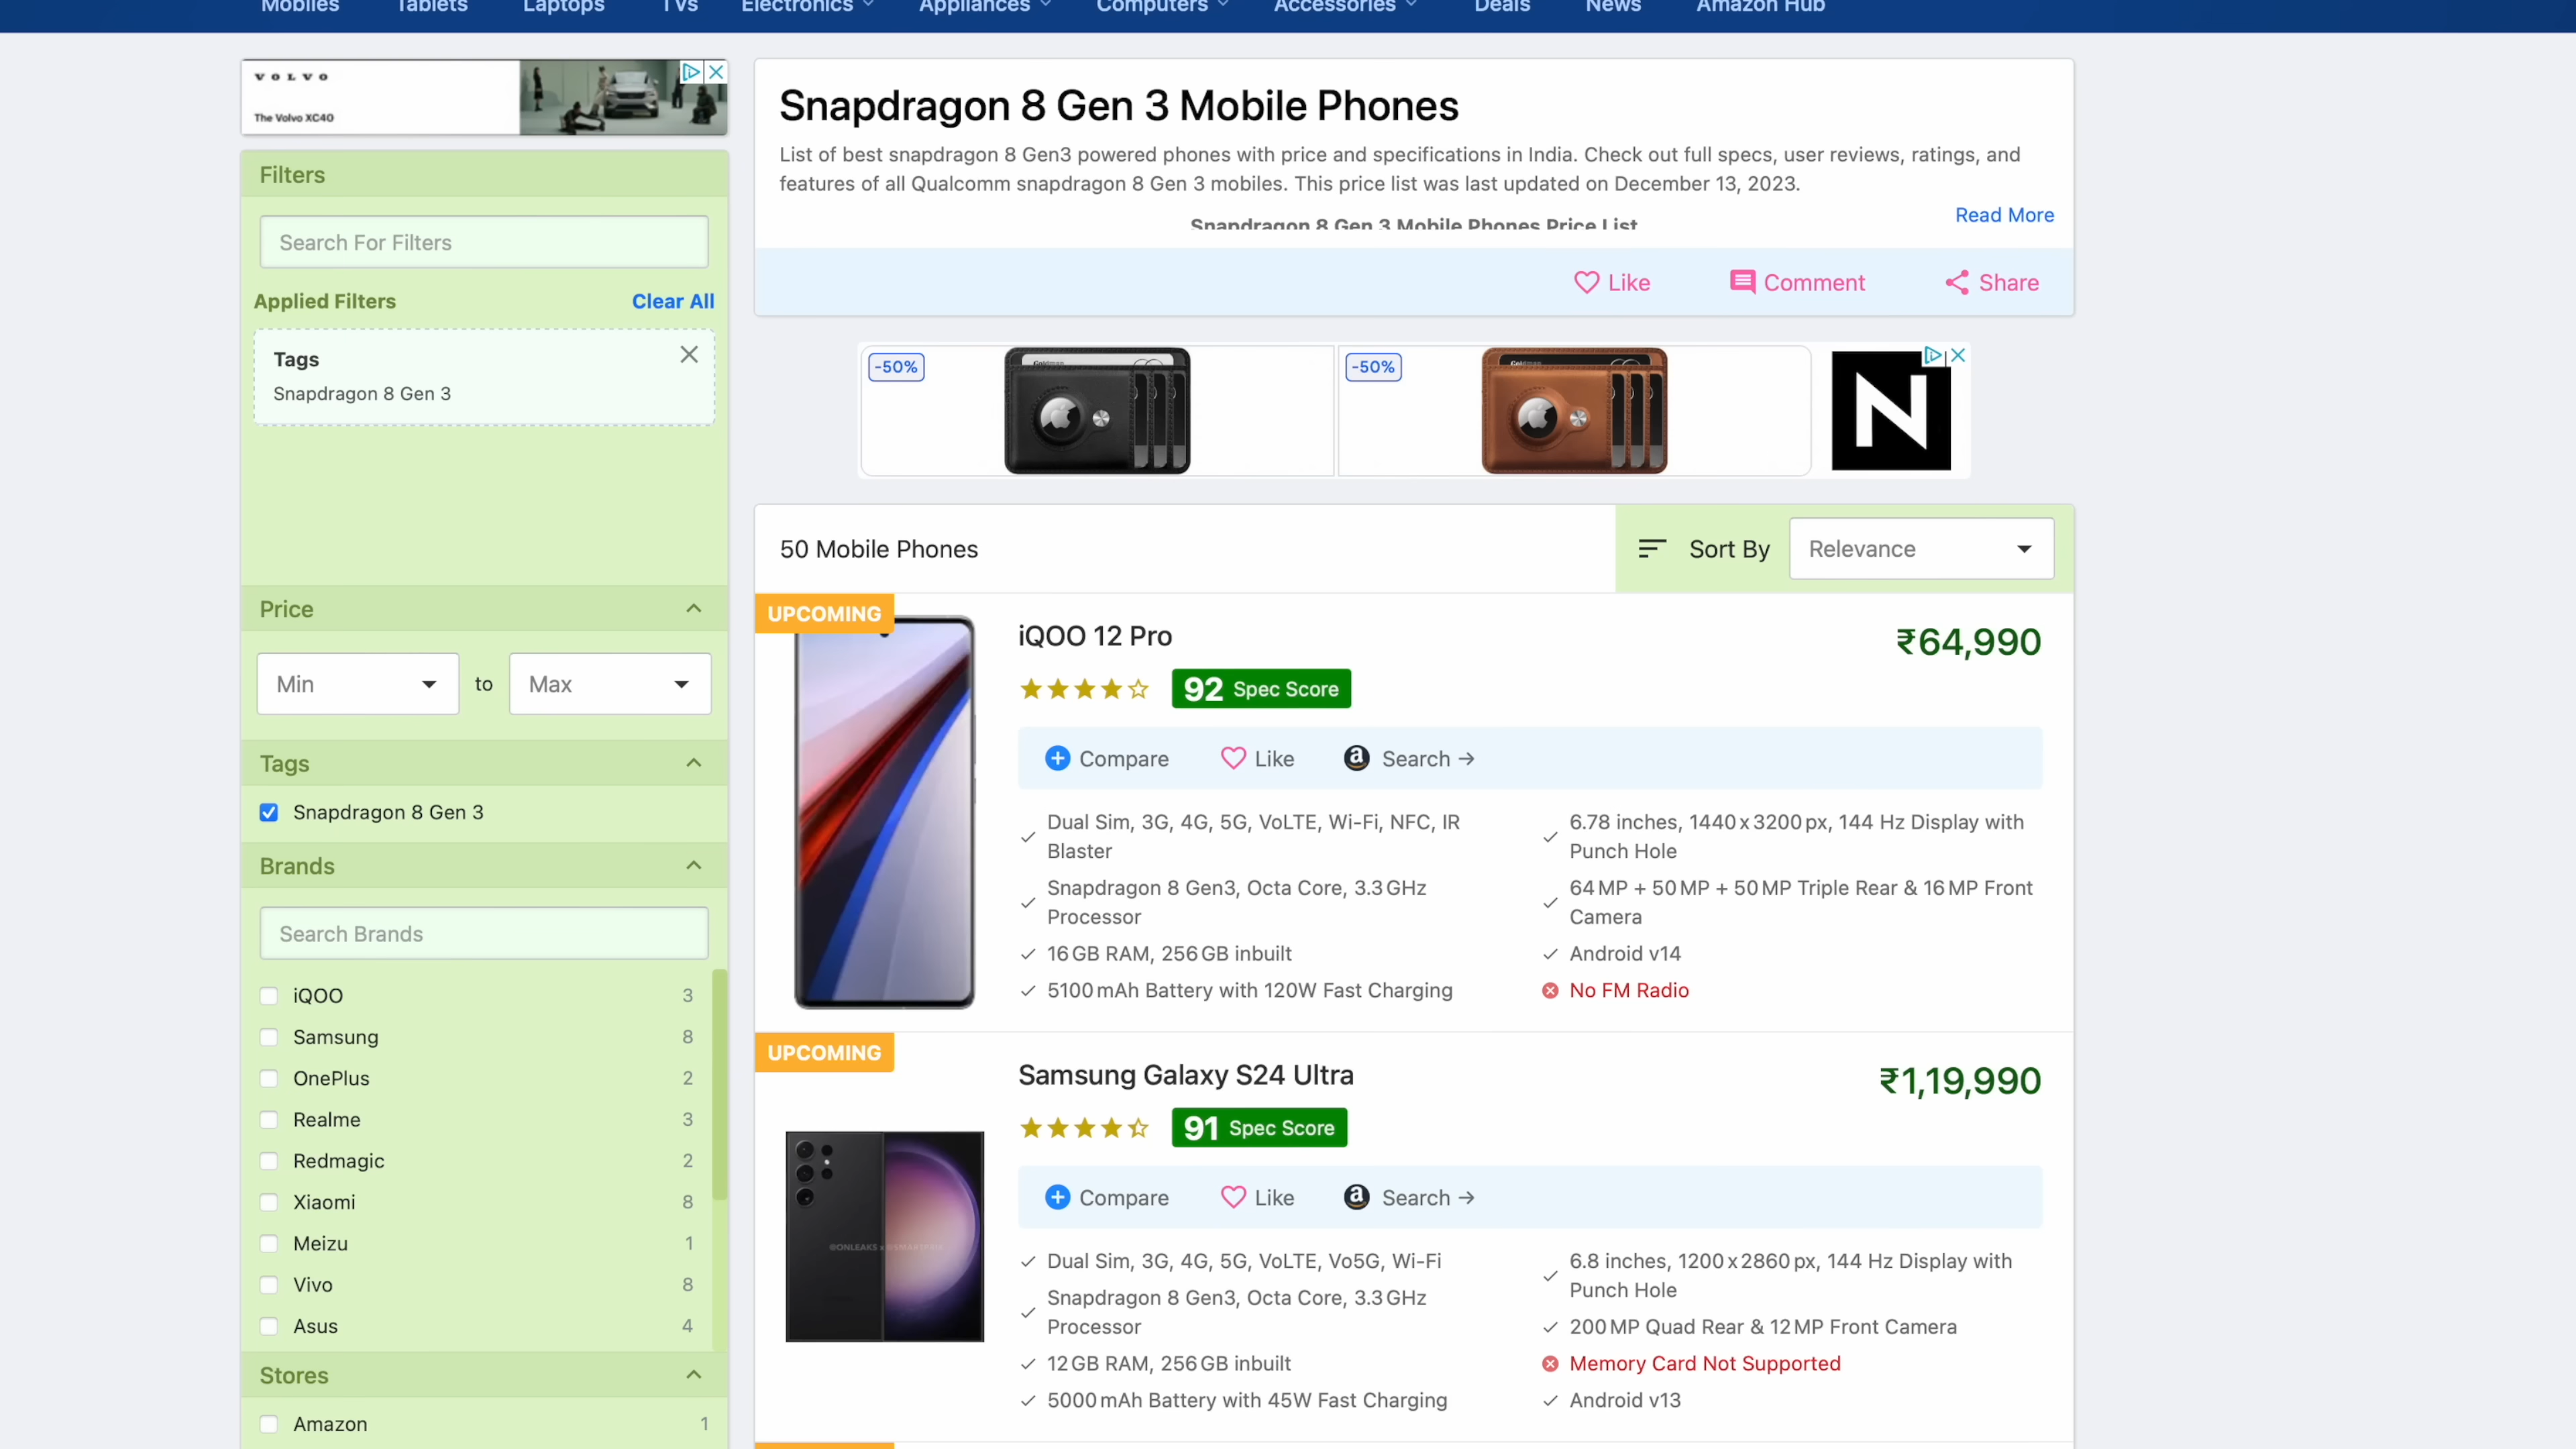 Mobiles Tablets Laptops TVs Electronics Appliances Computers Accessories Deals News Amazon Hub
VOLVO
The Volvo XC40
Filters
Search For Filters
Applied Filters Clear All
Tags
Snapdragon 8 Gen 3
Price
Min to Max
Tags
Snapdragon 8 Gen 3
Brands
Search Brands
iQOO 3
Samsung 8
OnePlus 2
Realme 3
Redmagic 2
Xiaomi 8
Meizu 1
Vivo 8
Asus 4
Stores
Amazon 1
Snapdragon 8 Gen 3 Mobile Phones
List of best snapdragon 8 Gen3 powered phones with price and specifications in India. Check out full specs, user reviews, ratings, and
features of all Qualcomm snapdragon 8 Gen 3 mobiles. This price list was last updated on December 13, 2023.
Snapdragon 8 Gen 3 Mobile Phones Price List
Read More
Like Comment Share
-50% -50% N
50 Mobile Phones Sort By Relevance
UPCOMING
iQOO 12 Pro ₹64,990
92 Spec Score
Compare Like Search →
Dual Sim, 3G, 4G, 5G, VoLTE, Wi-Fi, NFC, IR
Blaster
Snapdragon 8 Gen3, Octa Core, 3.3 GHz
Processor
16 GB RAM, 256 GB inbuilt
5100 mAh Battery with 120W Fast Charging
6.78 inches, 1440 x 3200 px, 144 Hz Display with
Punch Hole
64 MP + 50 MP + 50 MP Triple Rear & 16 MP Front
Camera
Android v14
No FM Radio
UPCOMING
Samsung Galaxy S24 Ultra ₹1,19,990
91 Spec Score
Compare Like Search →
Dual Sim, 3G, 4G, 5G, VoLTE, Vo5G, Wi-Fi
Snapdragon 8 Gen3, Octa Core, 3.3 GHz
Processor
12 GB RAM, 256 GB inbuilt
5000 mAh Battery with 45W Fast Charging
6.8 inches, 1200 x 2860 px, 144 Hz Display with
Punch Hole
200 MP Quad Rear & 12 MP Front Camera
Memory Card Not Supported
Android v13
@ONLEAKS